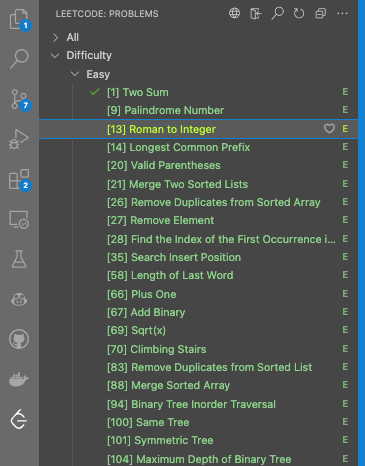 LEETCODE: PROBLEMS
All
Difficulty
Easy
[1] Two Sum E
[9] Palindrome Number E
[13] Roman to Integer E
[14] Longest Common Prefix E
[20] Valid Parentheses E
[21] Merge Two Sorted Lists E
[26] Remove Duplicates from Sorted Array E
[27] Remove Element E
[28] Find the Index of the First Occurrence i... E
[35] Search Insert Position E
[58] Length of Last Word E
[66] Plus One E
[67] Add Binary E
[69] Sqrt(x) E
[70] Climbing Stairs E
[83] Remove Duplicates from Sorted List E
[88] Merge Sorted Array E
[94] Binary Tree Inorder Traversal E
[100] Same Tree E
[101] Symmetric Tree E
[104] Maximum Depth of Binary Tree E
1
7
2